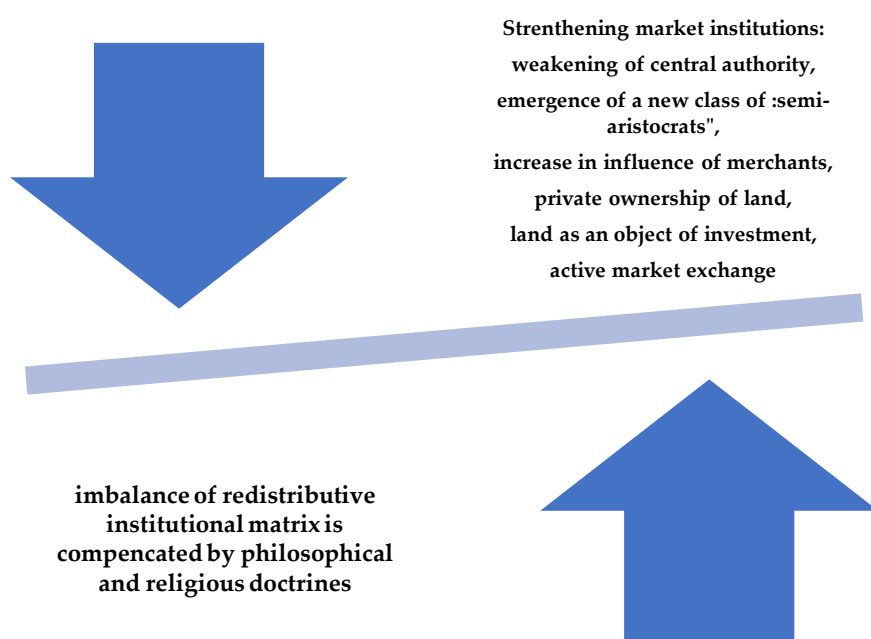 Strenthening market institutions:
weakening of central authority,
emergence of a new class of :semi-
aristocrats",
increase in influence of merchants,
private ownership of land,
land as an object of investment,
active market exchange
imbalance of redistributive
institutional matrix is
compencated by philosophical
and religious doctrines